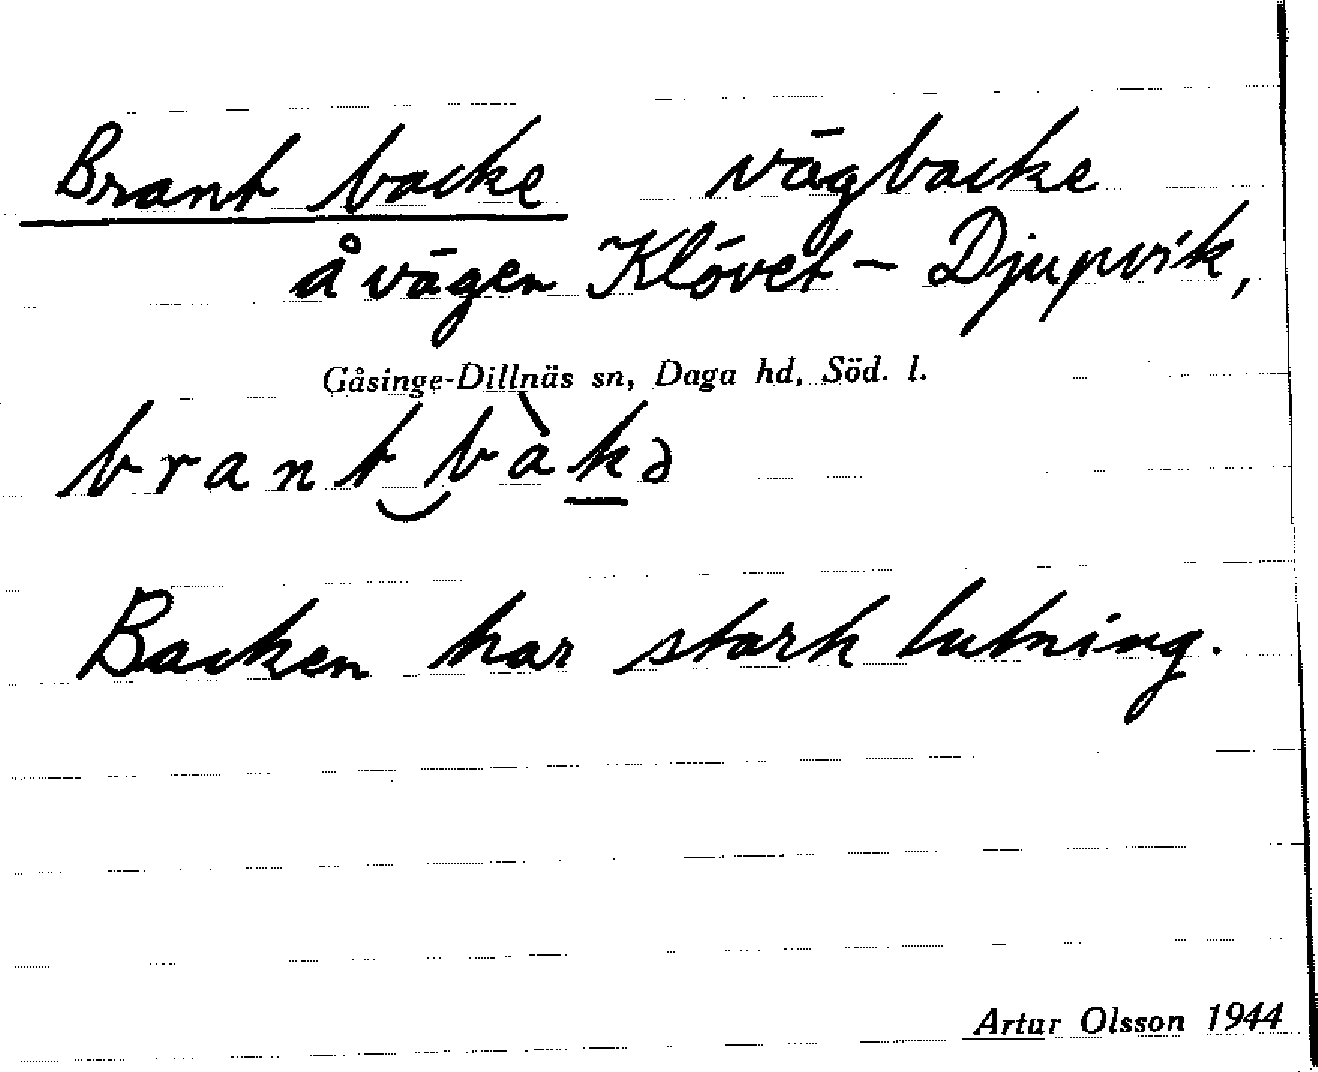 Brant backe vägbacke
å vägen Klövet – Djupvik,
Gåsinge-Dillnäs sn, Daga hd, Söd. l.
brant‿bàk̲ə
Backen har stark lutning.
Artur Olsson 1944